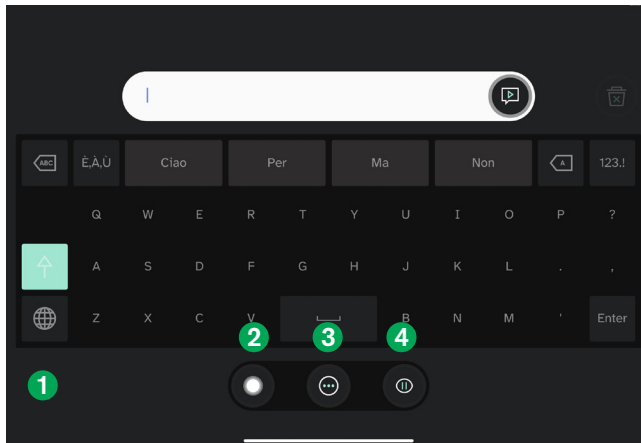 ABC È,À,Ù Ciao Per Ma Non A 123.!
Q W E R T Y U I O P ?
A S D F G H J K L . ,
Z X C V B N M ' Enter
2 3 4
1